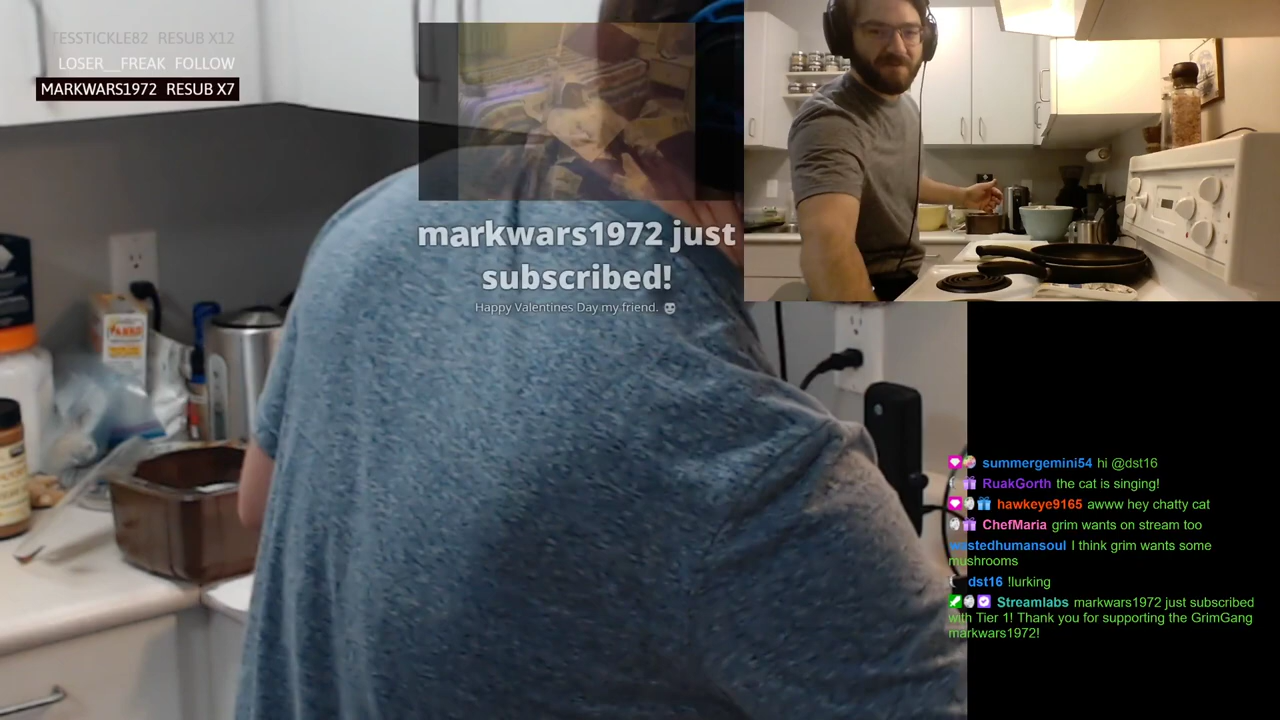 TESSTICKLE82 RESUB X12
LOSER__FREAK FOLLOW
MARKWARS1972 RESUB X7
markwars1972 just
subscribed!
Happy Valentines Day my friend.
summergemini54 hi @dst16
RuakGorth the cat is singing!
hawkeye9165 awww hey chatty cat
ChefMaria grim wants on stream too
wastedhumansoul I think grim wants some
mushrooms
dst16 !lurking
Streamlabs markwars1972 just subscribed
with Tier 1! Thank you for supporting the GrimGang
markwars1972!